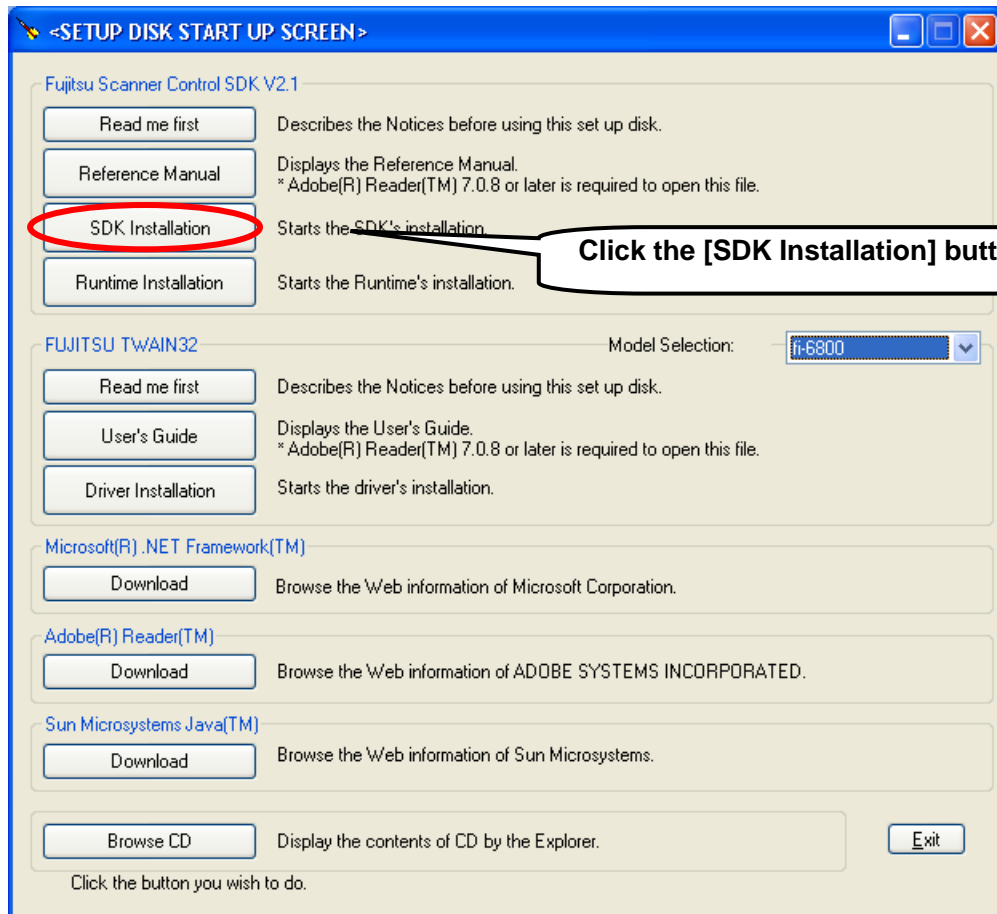 <SETUP DISK START UP SCREEN>
Fujitsu Scanner Control SDK V2.1
Read me first
Describes the Notices before using this set up disk.
Reference Manual
Displays the Reference Manual.
* Adobe(R) Reader(TM) 7.0.8 or later is required to open this file.
SDK Installation
Starts the SDK's installation.
Click the [SDK Installation] butt
Runtime Installation
Starts the Runtime's installation.
FUJITSU TWAIN32
Model Selection:
fi-6800
Read me first
Describes the Notices before using this set up disk.
User's Guide
Displays the User's Guide.
* Adobe(R) Reader(TM) 7.0.8 or later is required to open this file.
Driver Installation
Starts the driver's installation.
Microsoft(R) .NET Framework(TM)
Download
Browse the Web information of Microsoft Corporation.
Adobe(R) Reader(TM)
Download
Browse the Web information of ADOBE SYSTEMS INCORPORATED.
Sun Microsystems Java(TM)
Download
Browse the Web information of Sun Microsystems.
Browse CD
Display the contents of CD by the Explorer.
Exit
Click the button you wish to do.